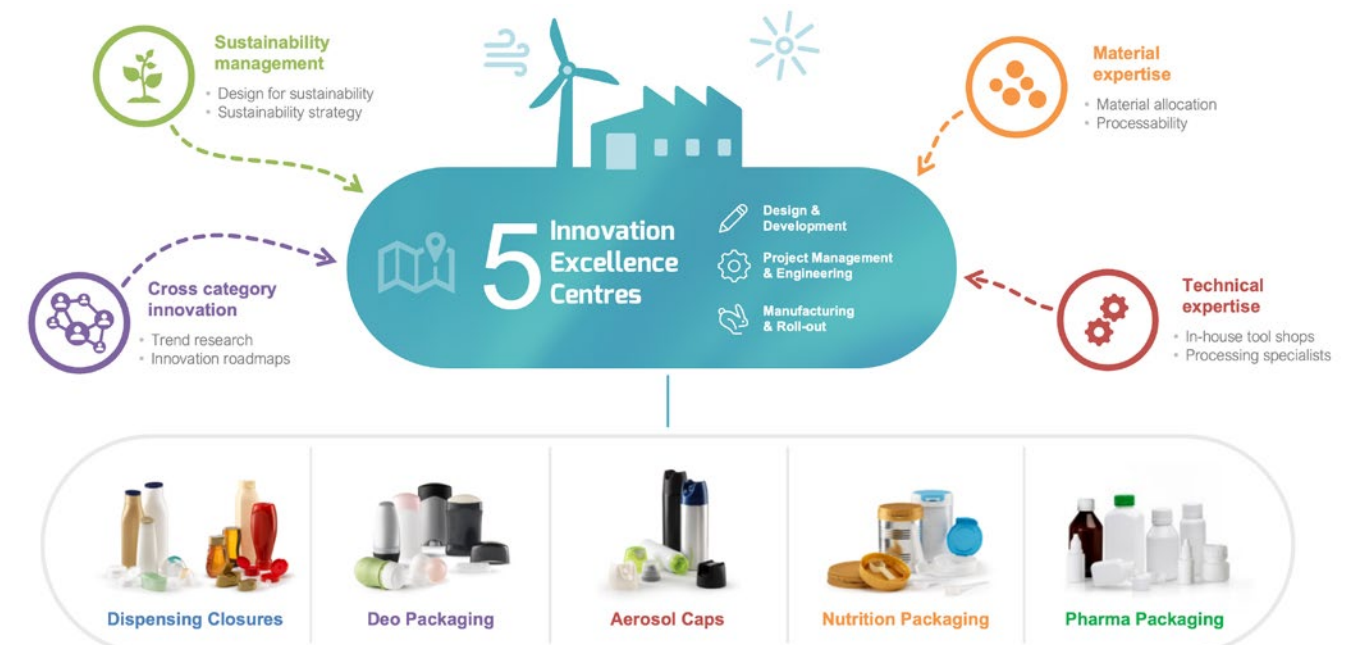 Sustainability
management
• Design for sustainability
• Sustainability strategy
Material
expertise
• Material allocation
• Processability
5
Innovation
Excellence
Centres
Design &
Development
Project Management
& Engineering
Manufacturing
& Roll-out
Cross category
innovation
• Trend research
• Innovation roadmaps
Technical
expertise
• In-house tool shops
• Processing specialists
Dispensing Closures
Deo Packaging
Aerosol Caps
Nutrition Packaging
Pharma Packaging